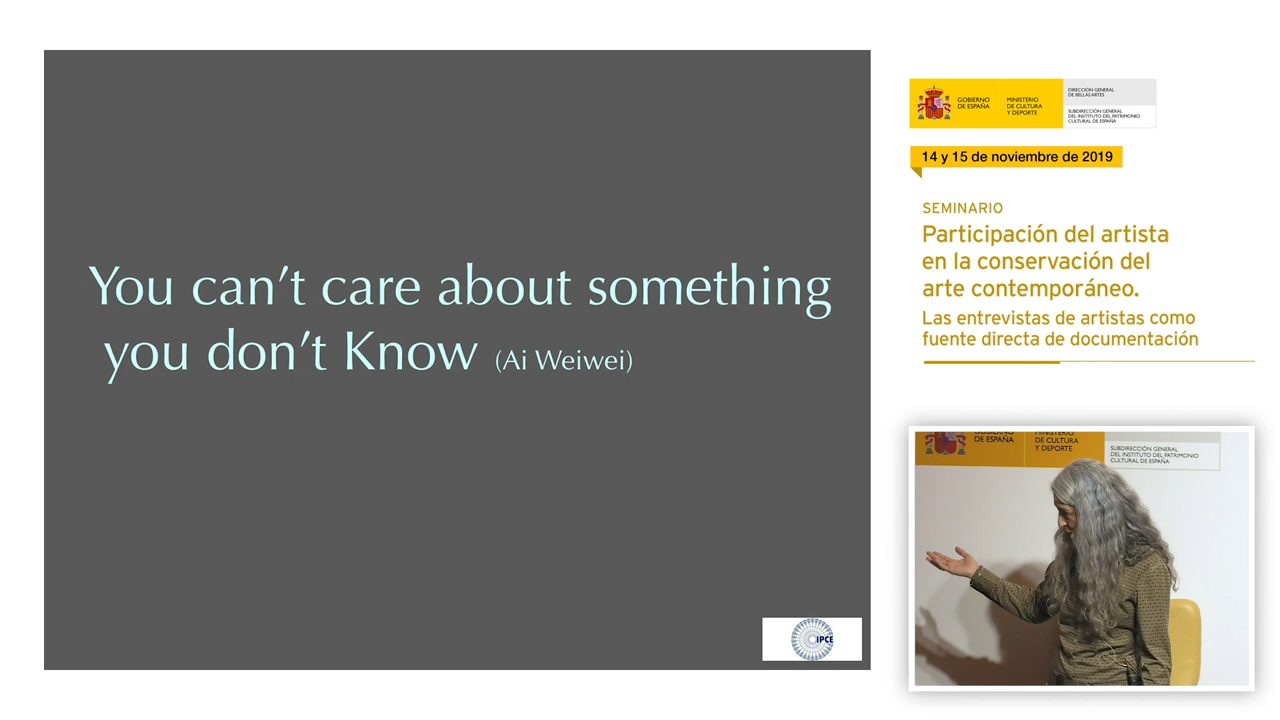 You can't care about something
you don't Know (Ai Weiwei)
IPCE
GOBIERNO
DE ESPAÑA
MINISTERIO
DE CULTURA
Y DEPORTE
DIRECCIÓN GENERAL
DE BELLAS ARTES
SUBDIRECCIÓN GENERAL
DEL INSTITUTO DEL PATRIMONIO
CULTURAL DE ESPAÑA
14 y 15 de noviembre de 2019
SEMINARIO
Participación del artista
en la conservación del
arte contemporáneo.
Las entrevistas de artistas como
fuente directa de documentación
GOBIERNO
DE ESPAÑA
MINISTERIO
DE CULTURA
Y DEPORTE
SUBDIRECCIÓN GENERAL
DEL INSTITUTO DEL PATRIMONIO
CULTURAL DE ESPAÑA